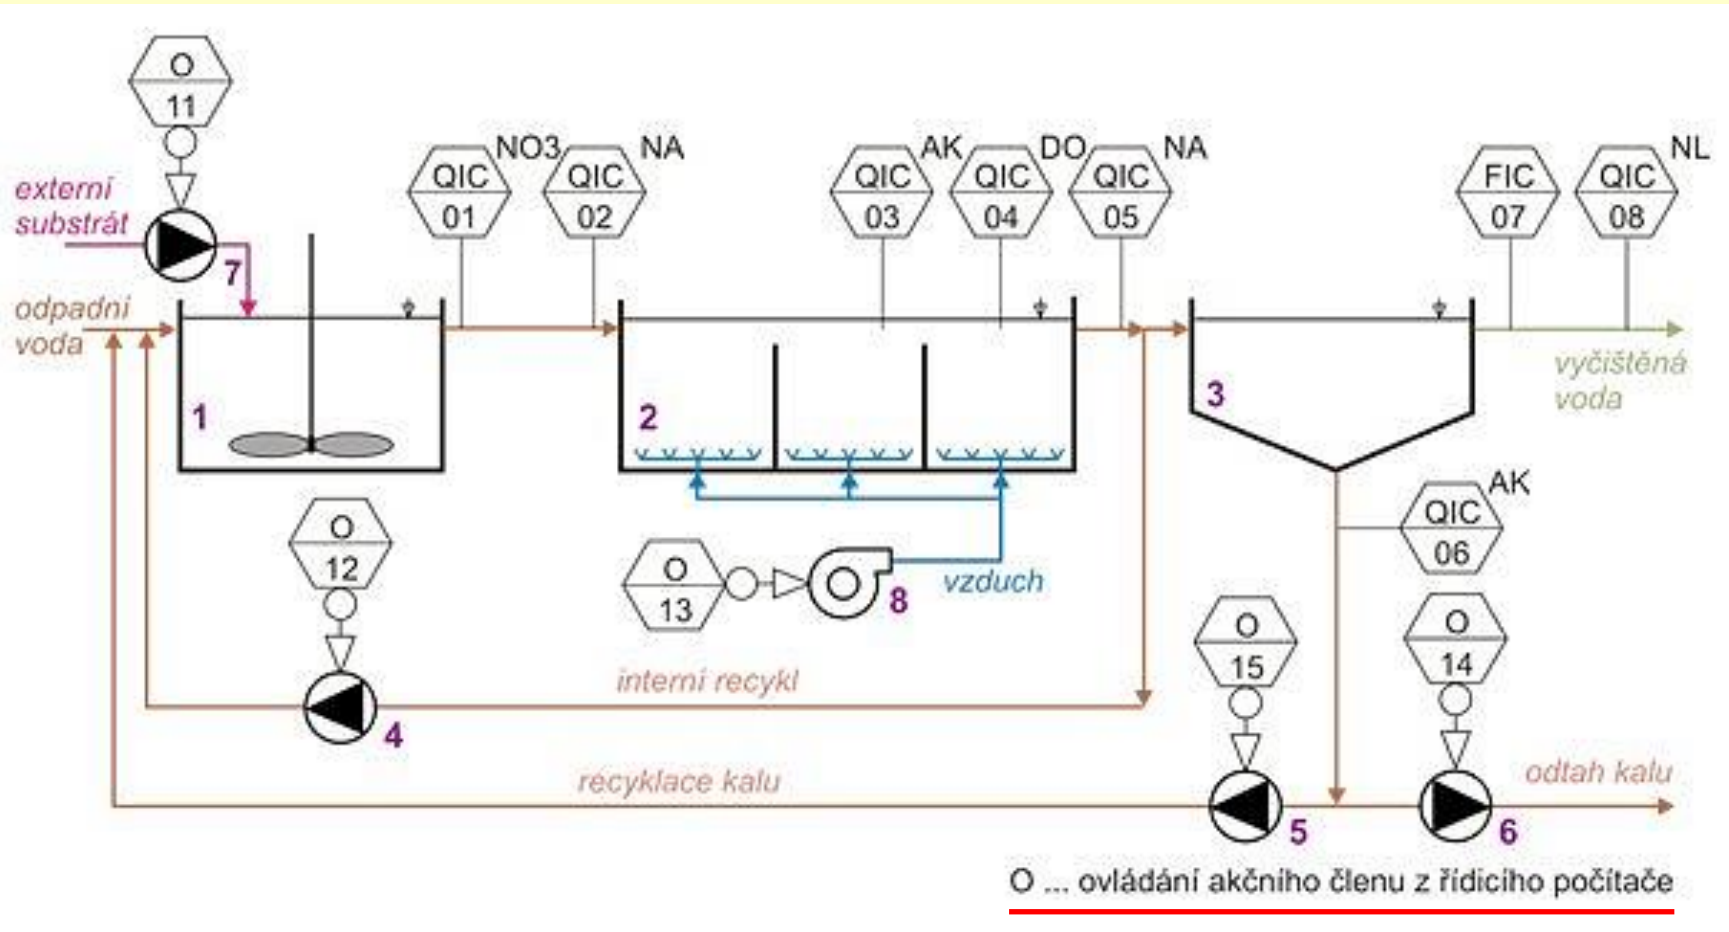 O
11
externí
substrát
7
odpadní
voda
1
QIC
01
NO3
QIC
02
NA
2
QIC
03
AK
QIC
04
DO
QIC
05
NA
3
FIC
07
QIC
08
NL
vyčištěná
voda
QIC
06
AK
O
12
4
O
13
8
vzduch
interní recykl
O
15
5
O
14
6
recyklace kalu
odtah kalu
O ... ovládání akčního členu z řídicího počítače